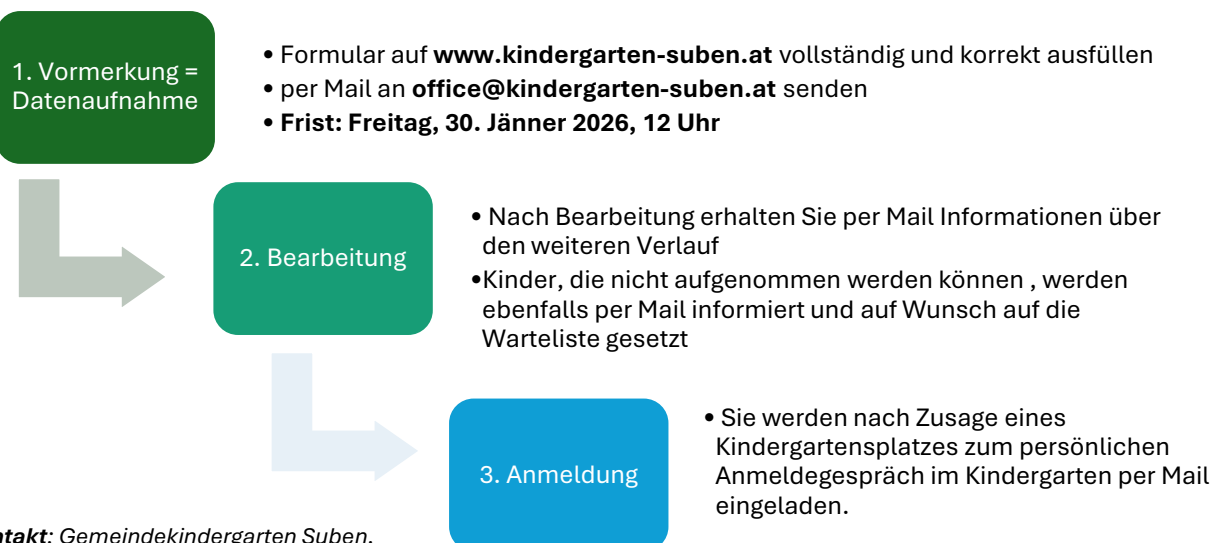 1. Vormerkung =
Datenaufnahme
• Formular auf www.kindergarten-suben.at vollständig und korrekt ausfüllen
• per Mail an office@kindergarten-suben.at senden
• Frist: Freitag, 30. Jänner 2026, 12 Uhr
2. Bearbeitung
• Nach Bearbeitung erhalten Sie per Mail Informationen über
den weiteren Verlauf
•Kinder, die nicht aufgenommen werden können , werden
ebenfalls per Mail informiert und auf Wunsch auf die
Warteliste gesetzt
3. Anmeldung
• Sie werden nach Zusage eines
Kindergartensplatzes zum persönlichen
Anmeldegespräch im Kindergarten per Mail
eingeladen.
ntakt: Gemeindekindergarten Suben,